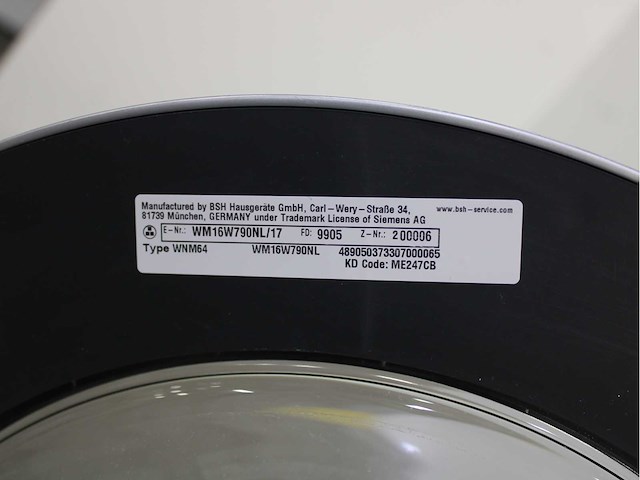 Manufactured by BSH Hausgeräte GmbH, Carl-Wery-Straße 34, www.bsh-service.com
81739 München, GERMANY under Trademark License of Siemens AG
E-Nr.: WM16W790NL/17 FD: 9905 Z-Nr.: 200006
Type WNM64 WM16W790NL 489050373307000065
KD Code: ME247CB